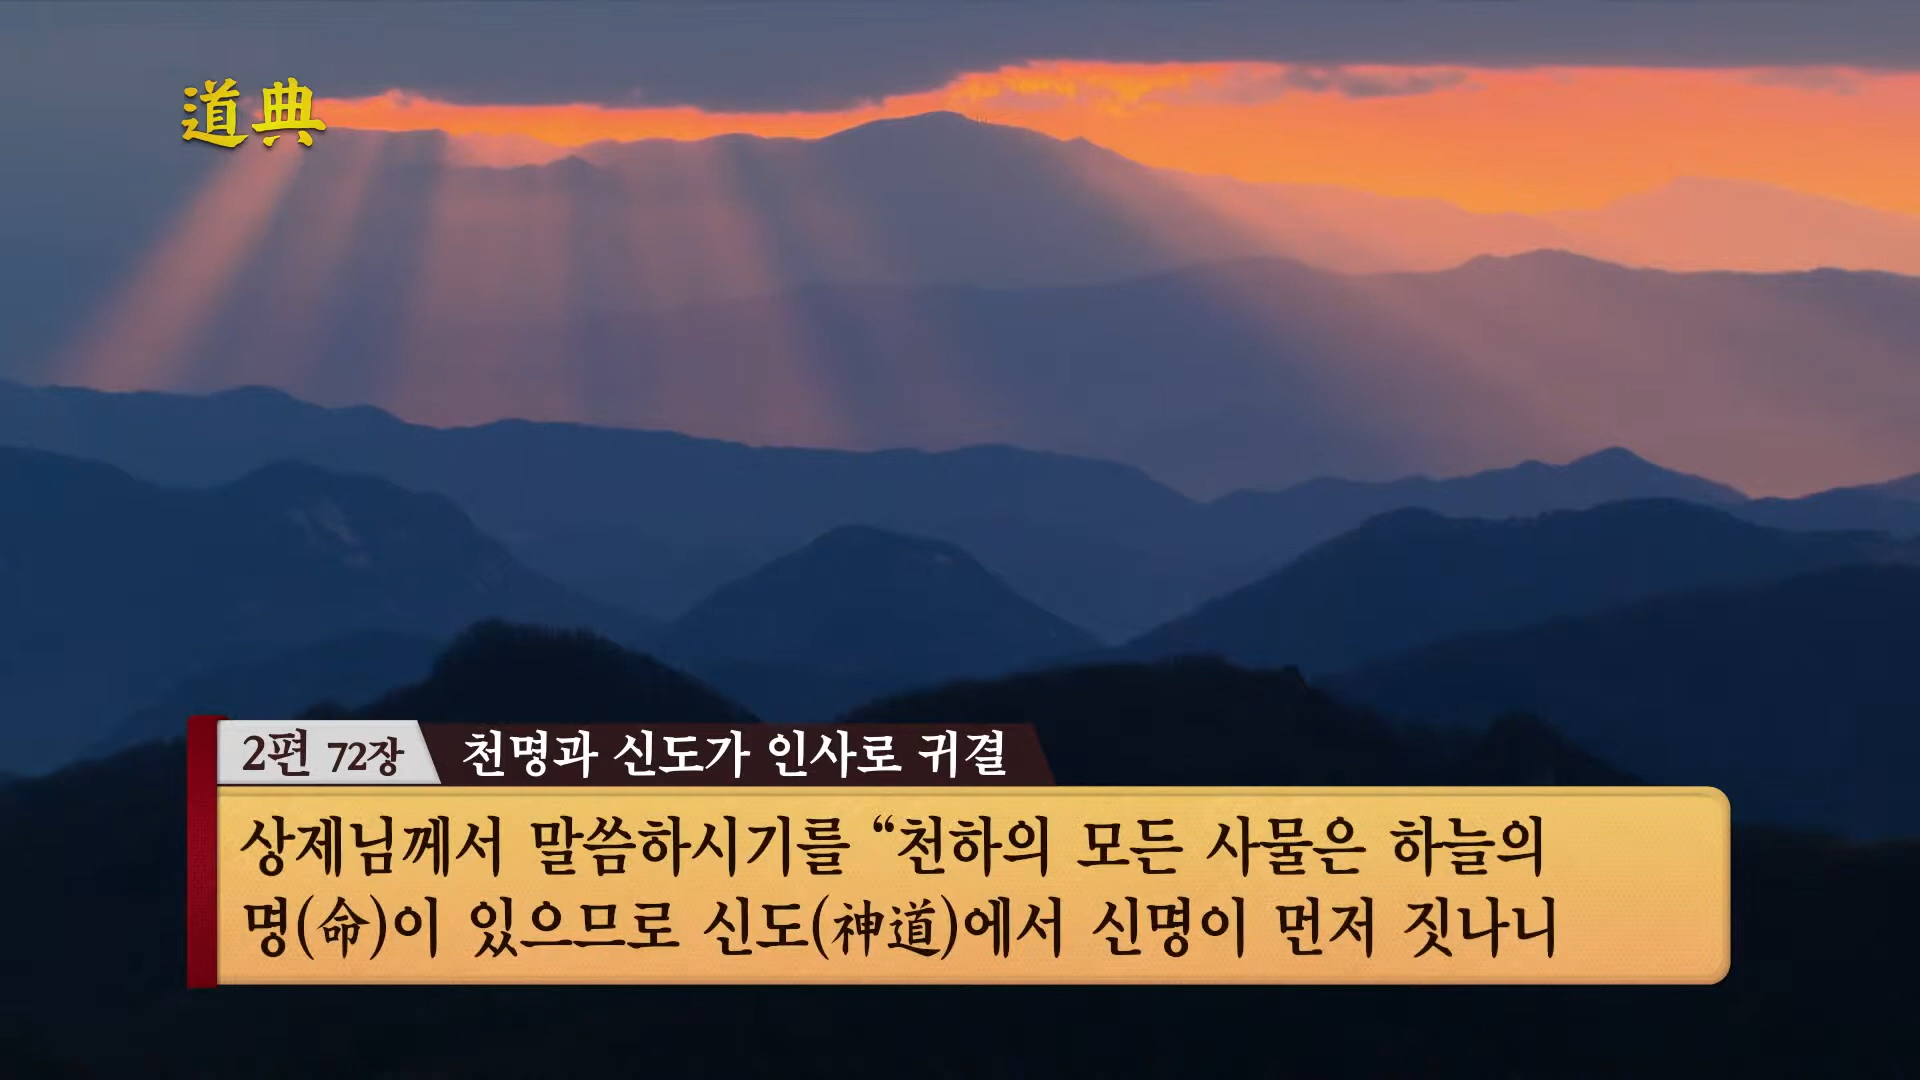 道典
2편 72장 천명과 신도가 인사로 귀결
상제님께서 말씀하시기를 “천하의 모든 사물은 하늘의
명(命)이 있으므로 신도(神道)에서 신명이 먼저 짓나니